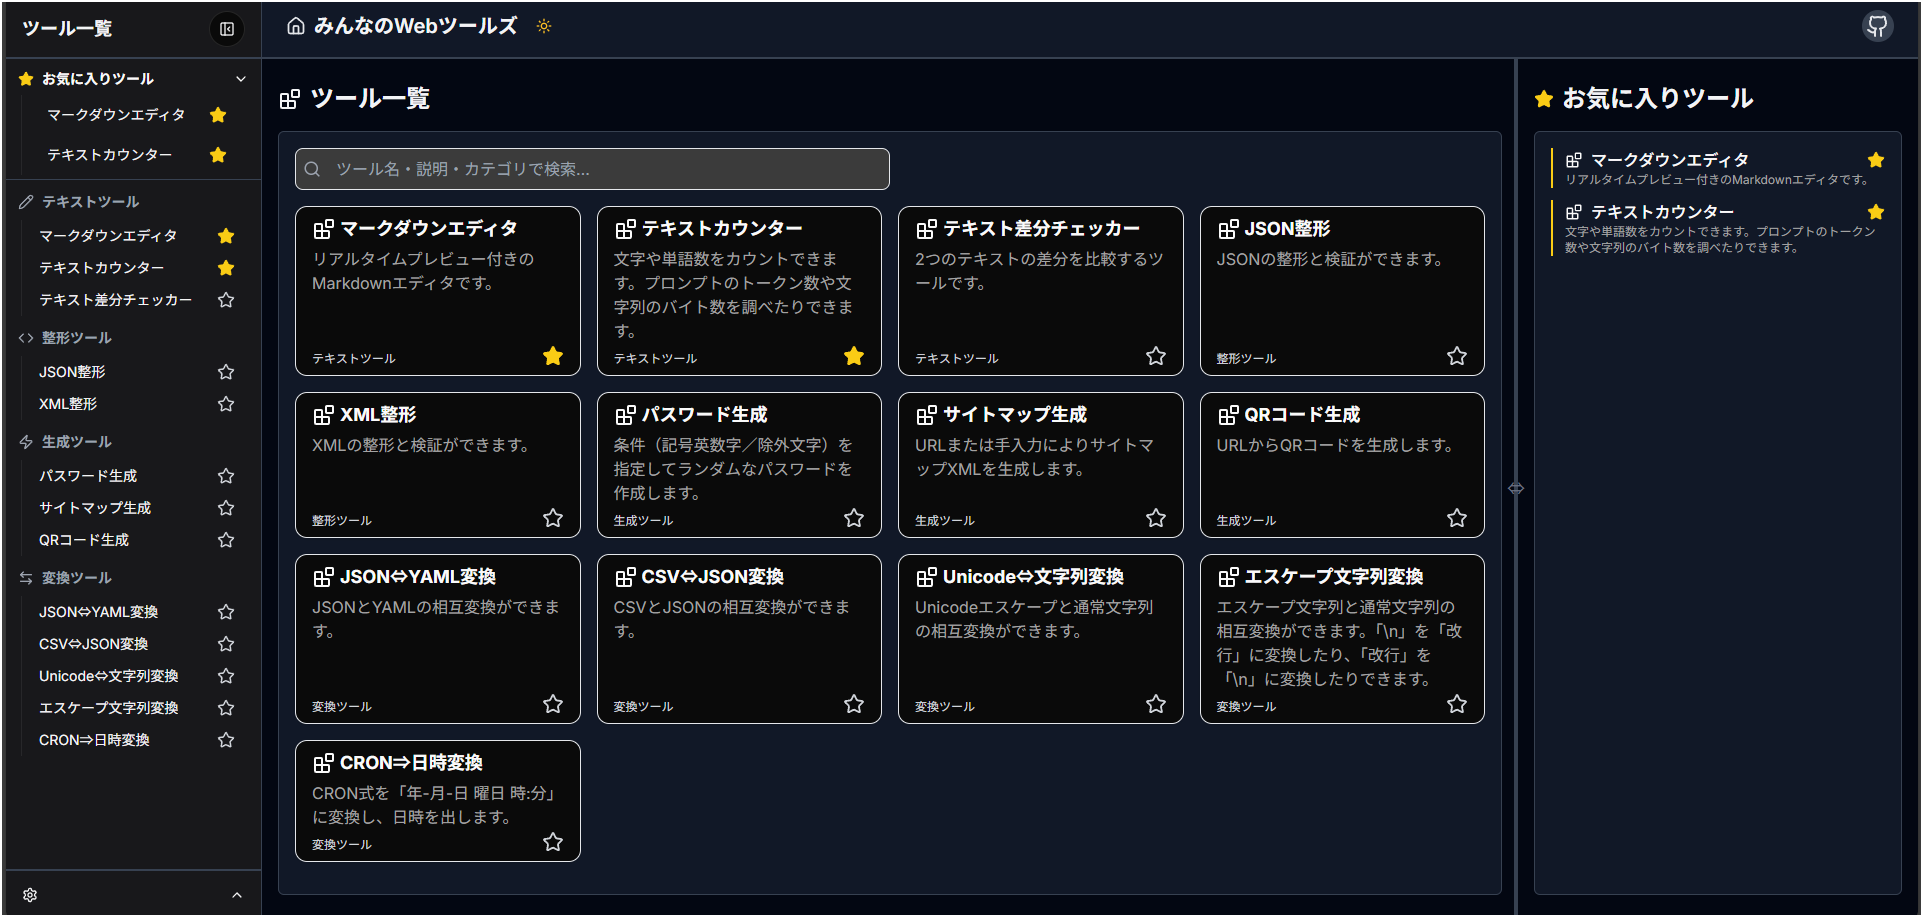 ツール一覧
お気に入りツール
マークダウンエディタ
テキストカウンター
テキストツール
マークダウンエディタ
テキストカウンター
テキスト差分チェッカー
整形ツール
JSON整形
XML整形
生成ツール
パスワード生成
サイトマップ生成
QRコード生成
変換ツール
JSON⇔YAML変換
CSV⇔JSON変換
Unicode⇔文字列変換
エスケープ文字列変換
CRON⇒日時変換
みんなのWebツールズ
ツール一覧
ツール名・説明・カテゴリで検索...
マークダウンエディタ
リアルタイムプレビュー付きの
Markdownエディタです。
テキストツール
テキストカウンター
文字や単語数をカウントできま
す。プロンプトのトークン数や文
字列のバイト数を調べたりできま
す。
テキストツール
テキスト差分チェッカー
2つのテキストの差分を比較するツ
ールです。
テキストツール
JSON整形
JSONの整形と検証ができます。
整形ツール
XML整形
XMLの整形と検証ができます。
整形ツール
パスワード生成
条件（記号英数字／除外文字）を
指定してランダムなパスワードを
作成します。
生成ツール
サイトマップ生成
URLまたは手入力によりサイトマ
ップXMLを生成します。
生成ツール
QRコード生成
URLからQRコードを生成します。
生成ツール
JSON⇔YAML変換
JSONとYAMLの相互変換ができま
す。
変換ツール
CSV⇔JSON変換
CSVとJSONの相互変換ができま
す。
変換ツール
Unicode⇔文字列変換
Unicodeエスケープと通常文字列
の相互変換ができます。
変換ツール
エスケープ文字列変換
エスケープ文字列と通常文字列の
相互変換ができます。「\n」を「改
行」に変換したり、「改行」を
「\n」に変換したりできます。
変換ツール
CRON⇒日時変換
CRON式を「年-月-日 曜日 時:分」
に変換し、日時を出します。
変換ツール
お気に入りツール
マークダウンエディタ
リアルタイムプレビュー付きのMarkdownエディタです。
テキストカウンター
文字や単語数をカウントできます。プロンプトのトークン
数や文字列のバイト数を調べたりできます。